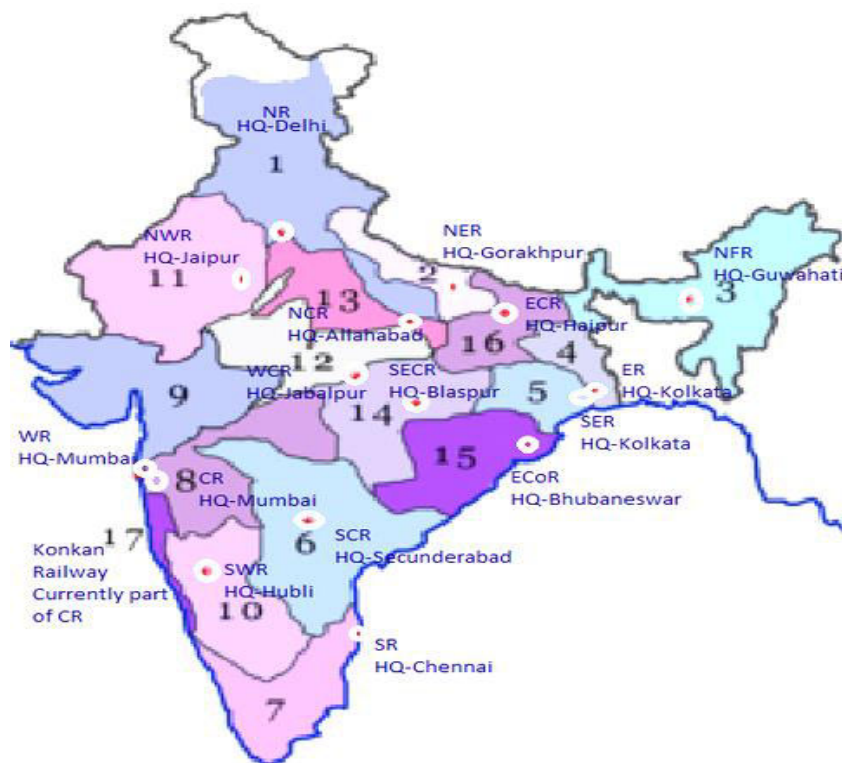 NR
HQ-Delhi
1
NWR
HQ-Jaipur
11
NER
HQ-Gorakhpur
2
NFR
HQ-Guwahati
3
13
NCR
HQ-Allahabad
ECR
HQ-Hajpur
16
4
12
WCR
HQ-Jabalpur
SECR
HQ-Blaspur
14
ER
HQ-Kolkata
5
SER
HQ-Kolkata
9
WR
HQ-Mumbai
8
CR
HQ-Mumbai
15
ECoR
HQ-Bhubaneswar
17
Konkan
Railway
Currently part
of CR
6
SCR
HQ-Secunderabad
SWR
HQ-Hubli
10
SR
HQ-Chennai
7